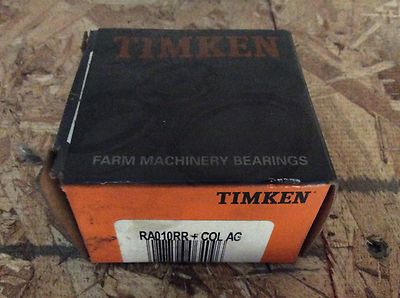 TIMKEN
FARM MACHINERY BEARINGS
TIMKEN
RA010RR + COL AG